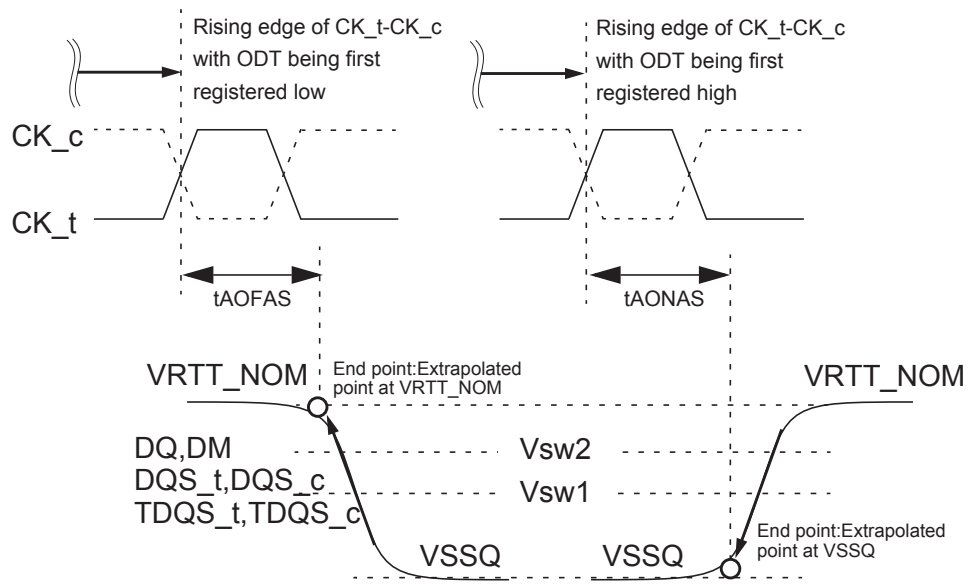 Rising edge of CK_t-CK_c
with ODT being first
registered low
Rising edge of CK_t-CK_c
with ODT being first
registered high
CK_c
CK_t
tAOFAS
tAONAS
VRTT_NOM
End point:Extrapolated
point at VRTT_NOM
VRTT_NOM
DQ,DM
DQS_t,DQS_c
TDQS_t,TDQS_c
Vsw2
Vsw1
VSSQ
VSSQ
End point:Extrapolated
point at VSSQ